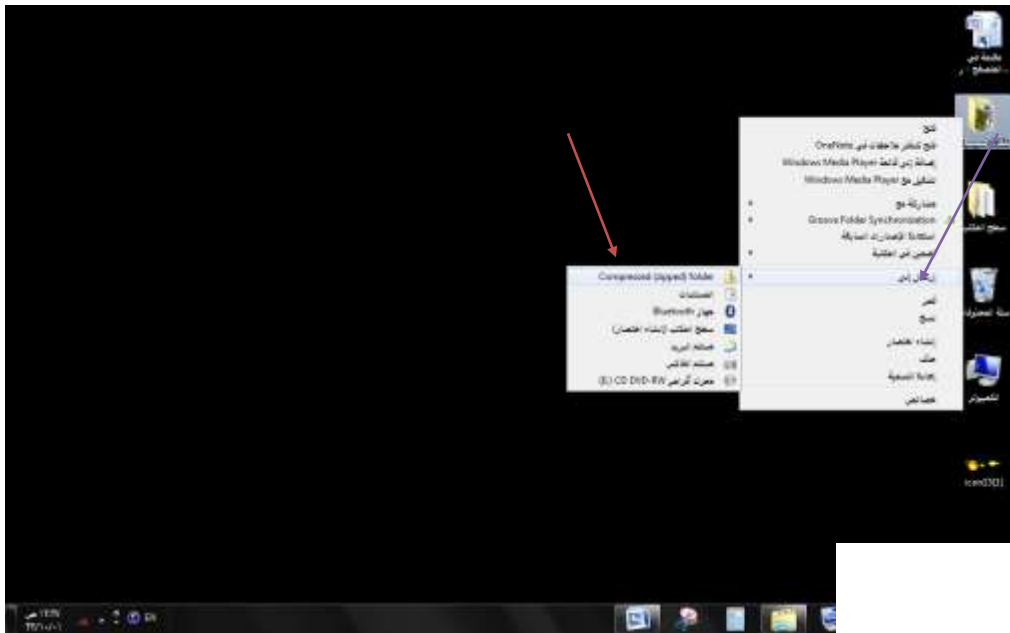 فتح
فتح كدفتر ملاحظات في OneNote
إضافة إلى قائمة Windows Media Player
تشغيل مع Windows Media Player
مشاركة مع
Groove Folder Synchronization
استعادة الإصدارات السابقة
تضمين في المكتبة
إرسال إلى
قص
نسخ
إنشاء اختصار
حذف
إعادة التسمية
خصائص
Compressed (zipped) folder
المستندات
جهاز Bluetooth
سطح المكتب (إنشاء اختصار)
مستلم البريد
مستلم الفاكس
محرك أقراص CD DVD-RW (E:)
سطح المكتب
سلة المحذوفات
الكمبيوتر
EN